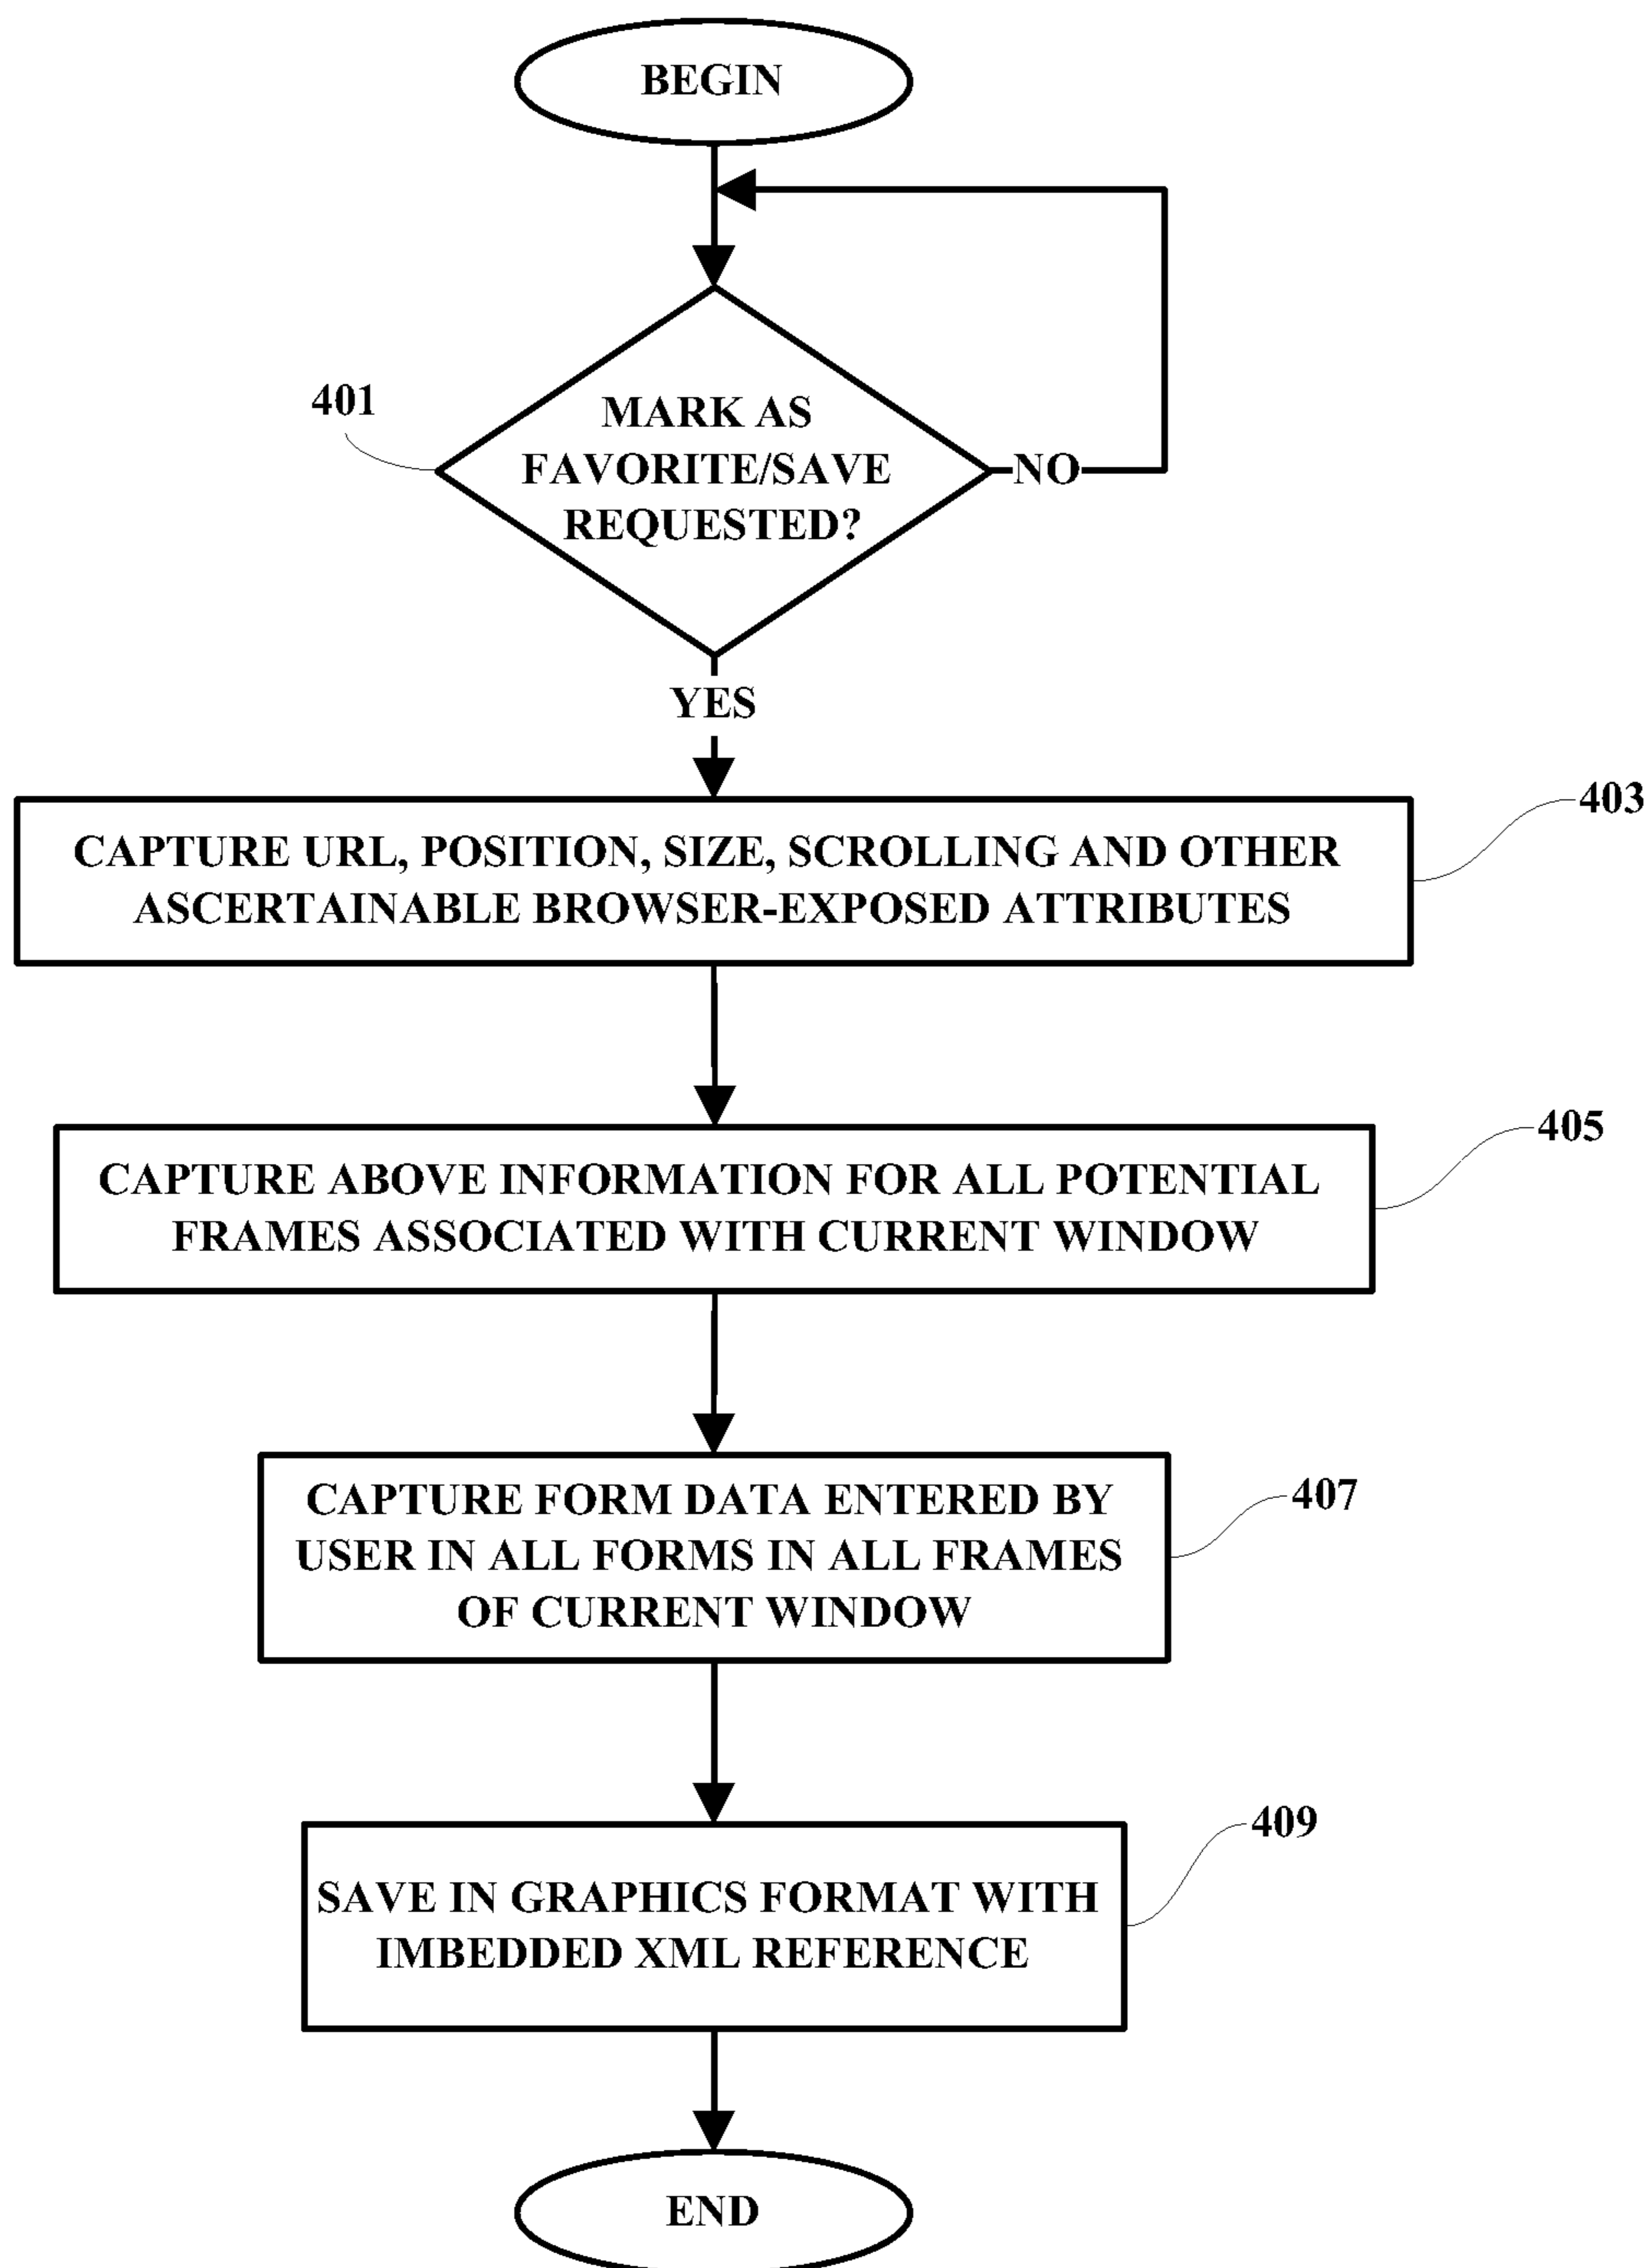 BEGIN
401
MARK AS
FAVORITE/SAVE
REQUESTED?
NO
YES
403
CAPTURE URL, POSITION, SIZE, SCROLLING AND OTHER
ASCERTAINABLE BROWSER-EXPOSED ATTRIBUTES
405
CAPTURE ABOVE INFORMATION FOR ALL POTENTIAL
FRAMES ASSOCIATED WITH CURRENT WINDOW
407
CAPTURE FORM DATA ENTERED BY
USER IN ALL FORMS IN ALL FRAMES
OF CURRENT WINDOW
409
SAVE IN GRAPHICS FORMAT WITH
IMBEDDED XML REFERENCE
END